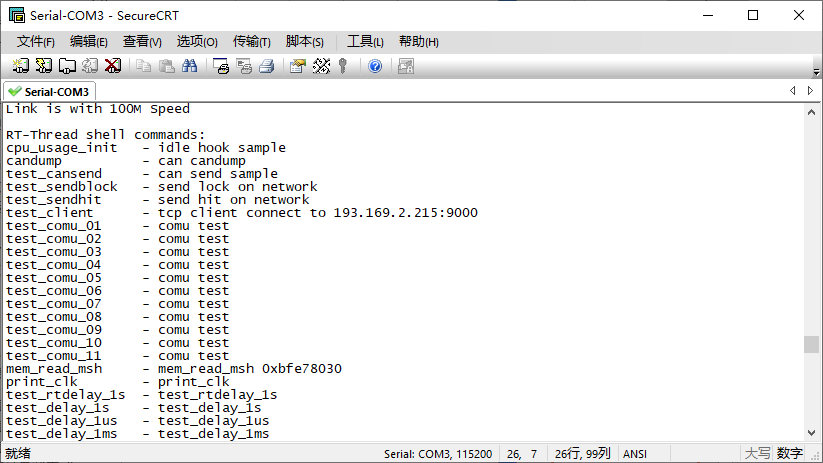 Serial-COM3 - SecureCRT
文件(F) 编辑(E) 查看(V) 选项(O) 传输(T) 脚本(S) 工具(L) 帮助(H)
Serial-COM3
Link is with 100M Speed
RT-Thread shell commands:
cpu_usage_init - idle hook sample
candump - can candump
test_cansend - can send sample
test_sendblock - send lock on network
test_sendhit - send hit on network
test_client - tcp client connect to 193.169.2.215:9000
test_comu_01 - comu test
test_comu_02 - comu test
test_comu_03 - comu test
test_comu_04 - comu test
test_comu_05 - comu test
test_comu_06 - comu test
test_comu_07 - comu test
test_comu_08 - comu test
test_comu_09 - comu test
test_comu_10 - comu test
test_comu_11 - comu test
mem_read_msh - mem_read_msh 0xbfe78030
print_clk - print_clk
test_rtdelay_1s - test_rtdelay_1s
test_delay_1s - test_delay_1s
test_delay_1us - test_delay_1us
test_delay_1ms - test_delay_1ms
就绪 Serial: COM3, 115200 26, 7 26行, 99列 ANSI 大写 数字